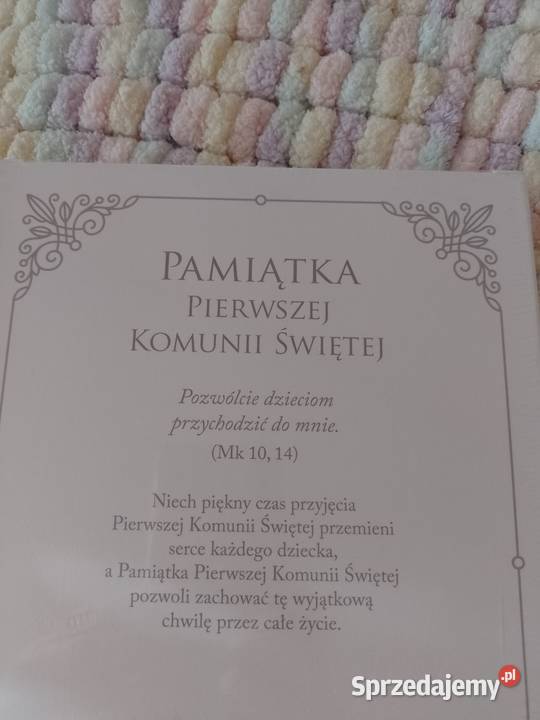 PAMIĄTKA
PIERWSZEJ
KOMUNII ŚWIĘTEJ
Pozwólcie dzieciom
przychodzić do mnie.
(Mk 10, 14)
Niech piękny czas przyjęcia
Pierwszej Komunii Świętej przemieni
serce każdego dziecka,
a Pamiątka Pierwszej Komunii Świętej
pozwoli zachować tę wyjątkową
chwilę przez całe życie.
Sprzedajemy.pl